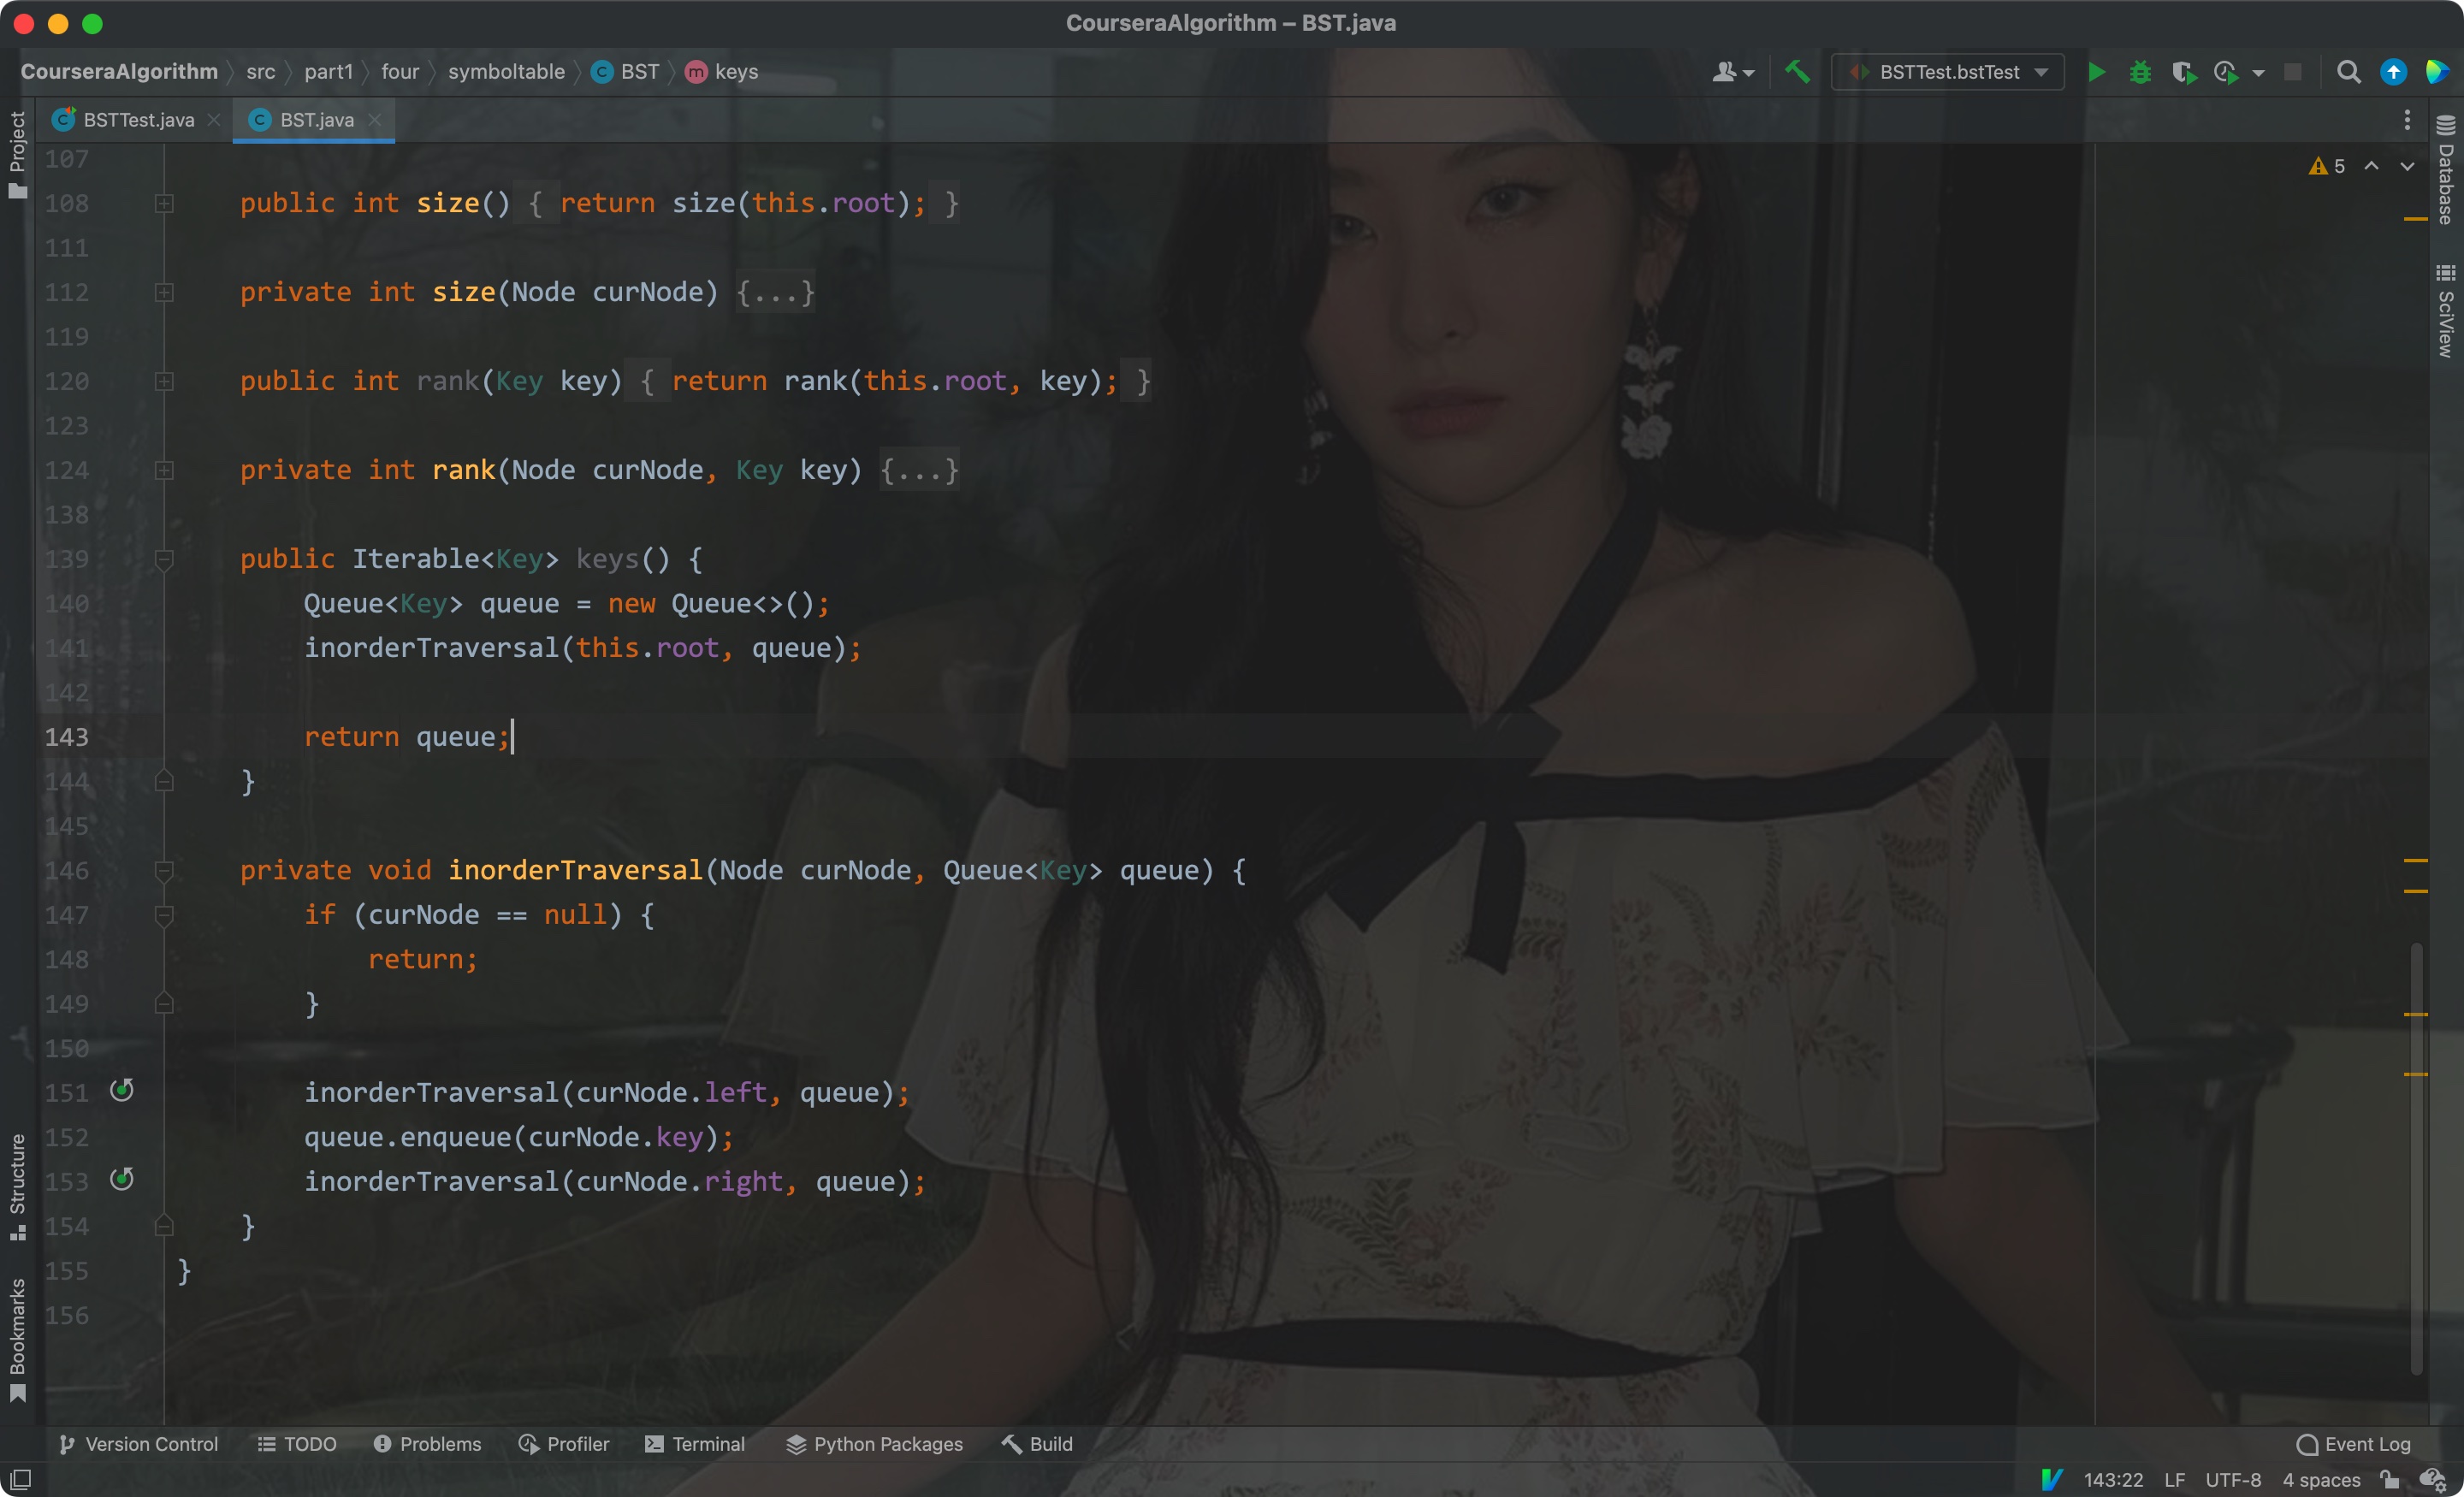 CourseraAlgorithm – BST.java
CourseraAlgorithm src part1 four symboltable BST keys
BSTTest.bstTest
BSTTest.java BST.java
Project
Database
SciView
5
107
108 public int size() { return size(this.root); }
111
112 private int size(Node curNode) {...}
119
120 public int rank(Key key) { return rank(this.root, key); }
123
124 private int rank(Node curNode, Key key) {...}
138
139 public Iterable<Key> keys() {
140 Queue<Key> queue = new Queue<>();
141 inorderTraversal(this.root, queue);
142
143 return queue;
144 }
145
146 private void inorderTraversal(Node curNode, Queue<Key> queue) {
147 if (curNode == null) {
148 return;
149 }
150
151 inorderTraversal(curNode.left, queue);
152 queue.enqueue(curNode.key);
153 inorderTraversal(curNode.right, queue);
154 }
155 }
156
Structure
Bookmarks
Version Control TODO Problems Profiler Terminal Python Packages Build Event Log
143:22 LF UTF-8 4 spaces